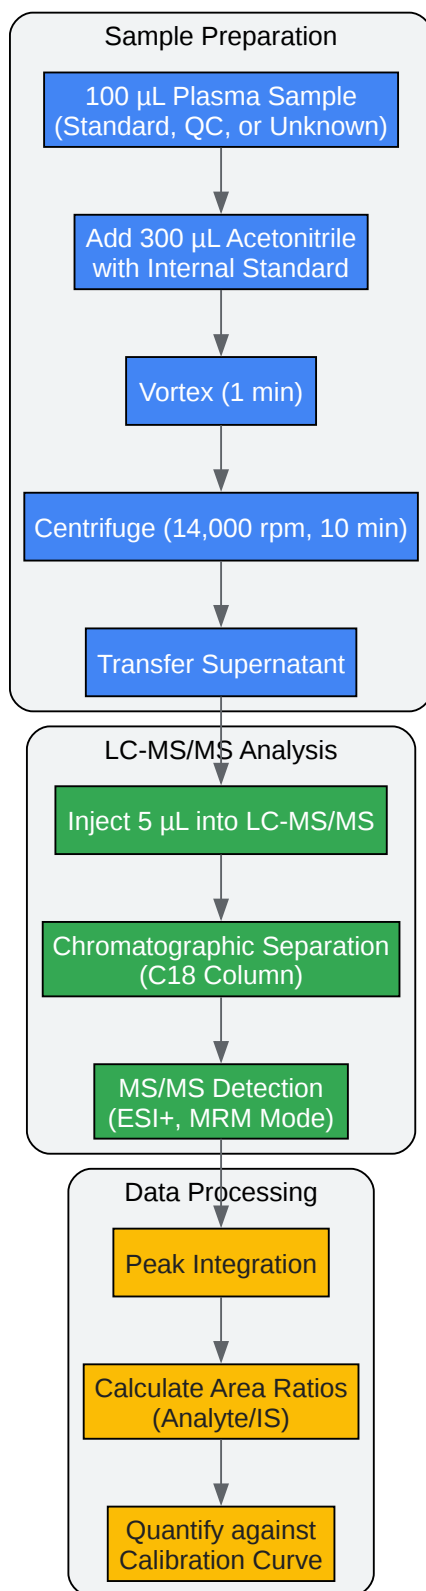 Sample Preparation
100 µL Plasma Sample
(Standard, QC, or Unknown)
Add 300 µL Acetonitrile
with Internal Standard
Vortex (1 min)
Centrifuge (14,000 rpm, 10 min)
Transfer Supernatant
LC-MS/MS Analysis
Inject 5 µL into LC-MS/MS
Chromatographic Separation
(C18 Column)
MS/MS Detection
(ESI+, MRM Mode)
Data Processing
Peak Integration
Calculate Area Ratios
(Analyte/IS)
Quantify against
Calibration Curve